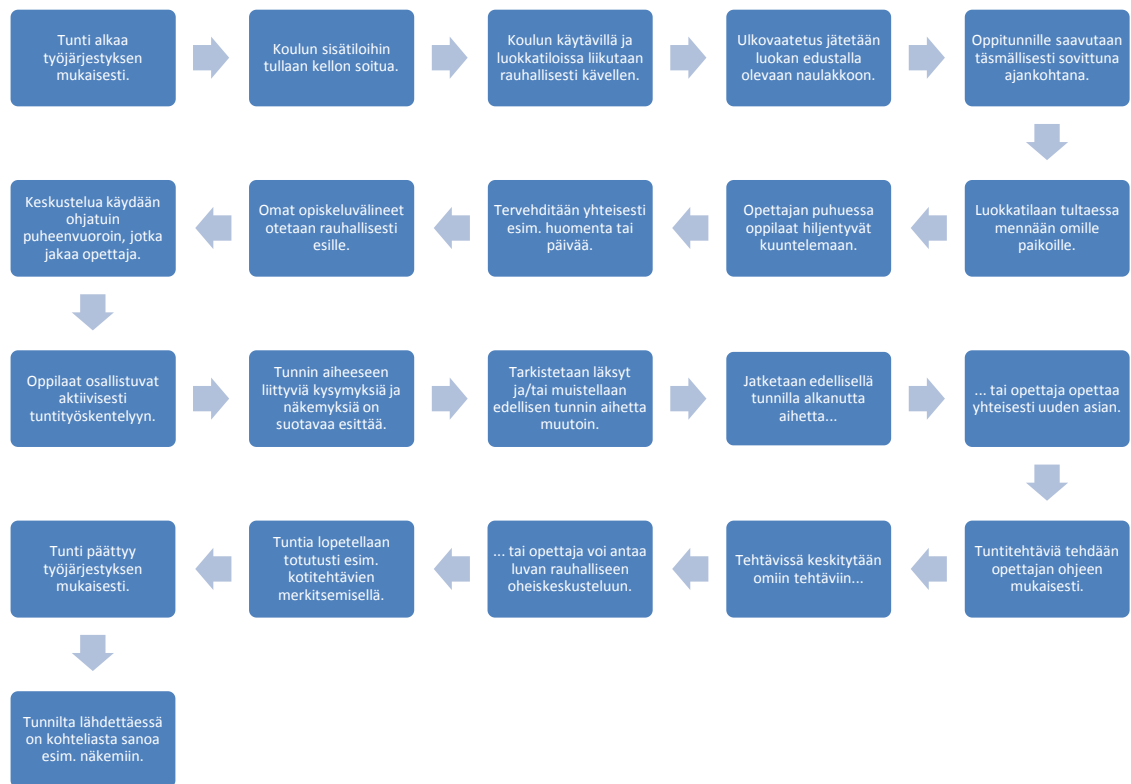 Tunti alkaa
työjärjestyksen
mukaisesti.
Koulun sisätiloihin
tullaan kellon soitua.
Koulun käytävillä ja
luokkatiloissa liikutaan
rauhallisesti kävellen.
Ulkovaatetus jätetään
luokan edustalla
olevaan naulakkoon.
Oppitunnille saavutaan
täsmällisesti sovittuna
ajankohtana.
Luokkatilaan tultaessa
mennään omille
paikoille.
Opettajan puhuessa
oppilaat hiljentyvät
kuuntelemaan.
Tervehditään yhteisesti
esim. huomenta tai
päivää.
Omat opiskeluvälineet
otetaan rauhallisesti
esille.
Keskustelua käydään
ohjatuin
puheenvuoroin, jotka
jakaa opettaja.
Oppilaat osallistuvat
aktiivisesti
tuntityöskentelyyn.
Tunnin aiheeseen
liittyviä kysymyksiä ja
näkemyksiä on
suotavaa esittää.
Tarkistetaan läksyt
ja/tai muistellaan
edellisen tunnin aihetta
muutoin.
Jatketaan edellisellä
tunnilla alkanutta
aihetta...
... tai opettaja opettaa
yhteisesti uuden asian.
Tuntitehtäviä tehdään
opettajan ohjeen
mukaisesti.
Tehtävissä keskitytään
omiin tehtäviin...
... tai opettaja voi antaa
luvan rauhalliseen
oheiskeskusteluun.
Tuntia lopetellaan
totutusti esim.
kotitehtävien
merkitsemisellä.
Tunti päättyy
työjärjestyksen
mukaisesti.
Tunnilta lähdettäessä
on kohteliasta sanoa
esim. näkemiin.